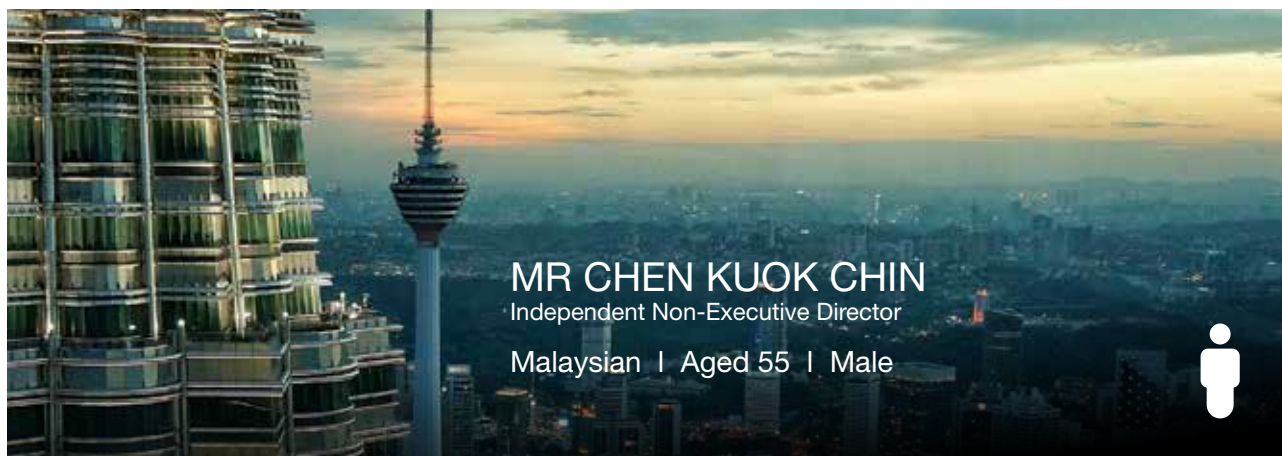 MR CHEN KUOK CHIN
Independent Non-Executive Director
Malaysian I Aged 55 I Male